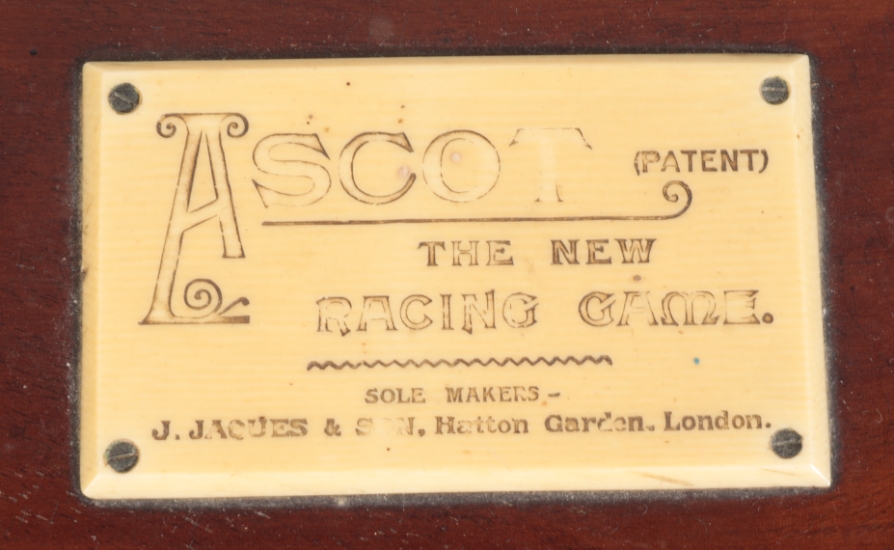 ASCOT (PATENT)
THE NEW
RACING GAME.
SOLE MAKERS-
J. JAQUES & SON, Hatton Garden, London.